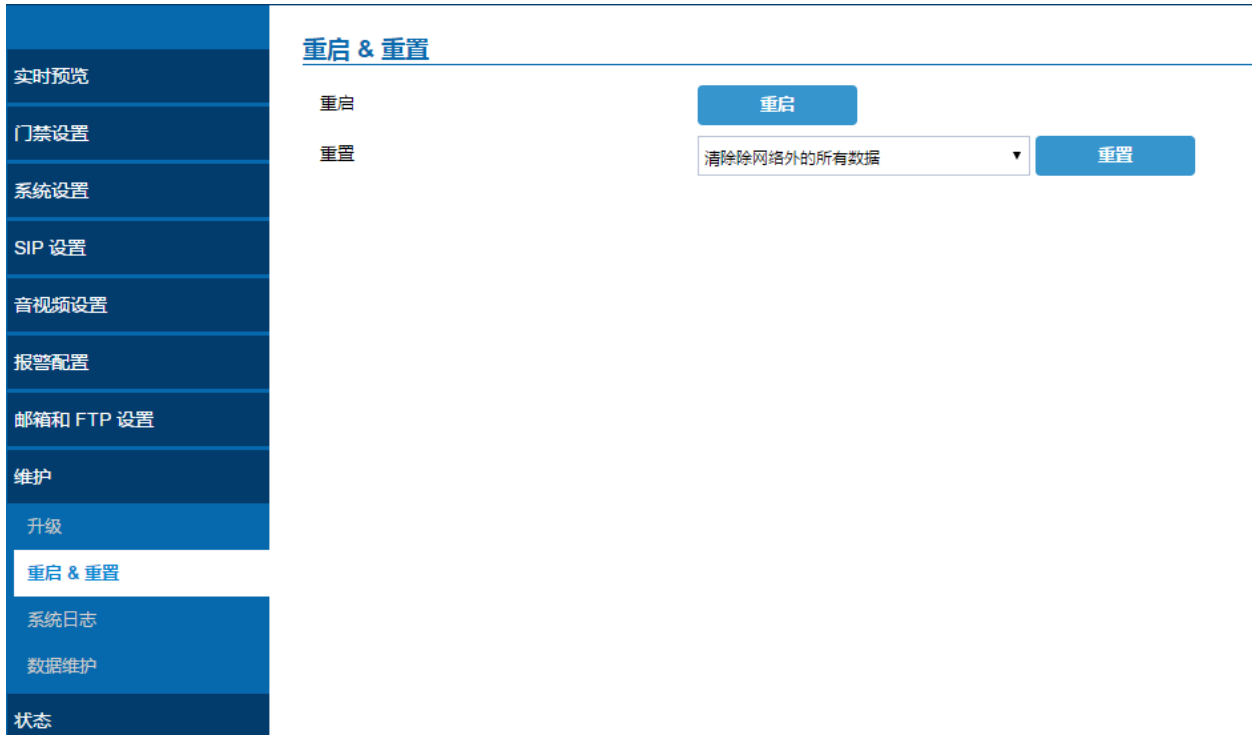 重启 & 重置
实时预览
重启
重启
门禁设置
重置
清除除网络外的所有数据
重置
系统设置
SIP 设置
音视频设置
报警配置
邮箱和 FTP 设置
维护
升级
重启 & 重置
系统日志
数据维护
状态